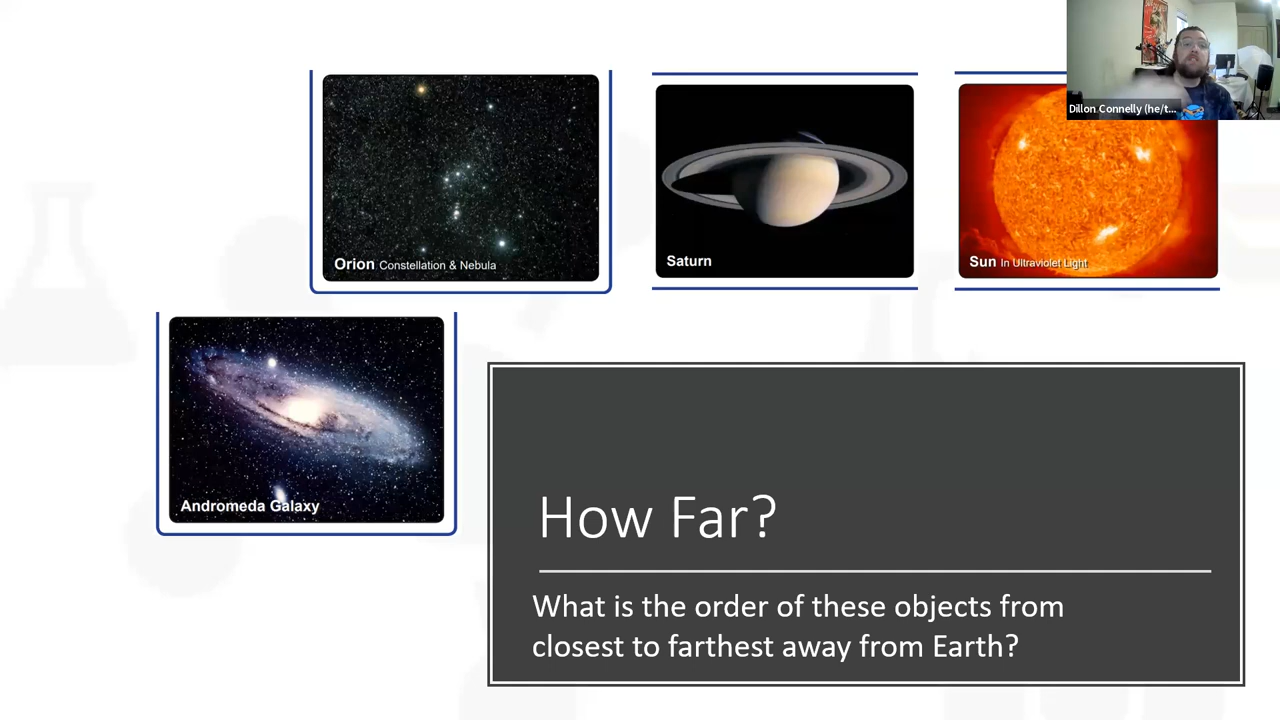 Dillon Connelly (he/t...
Orion Constellation & Nebula
Saturn
Sun In Ultraviolet Light
Andromeda Galaxy
How Far?
What is the order of these objects from
closest to farthest away from Earth?